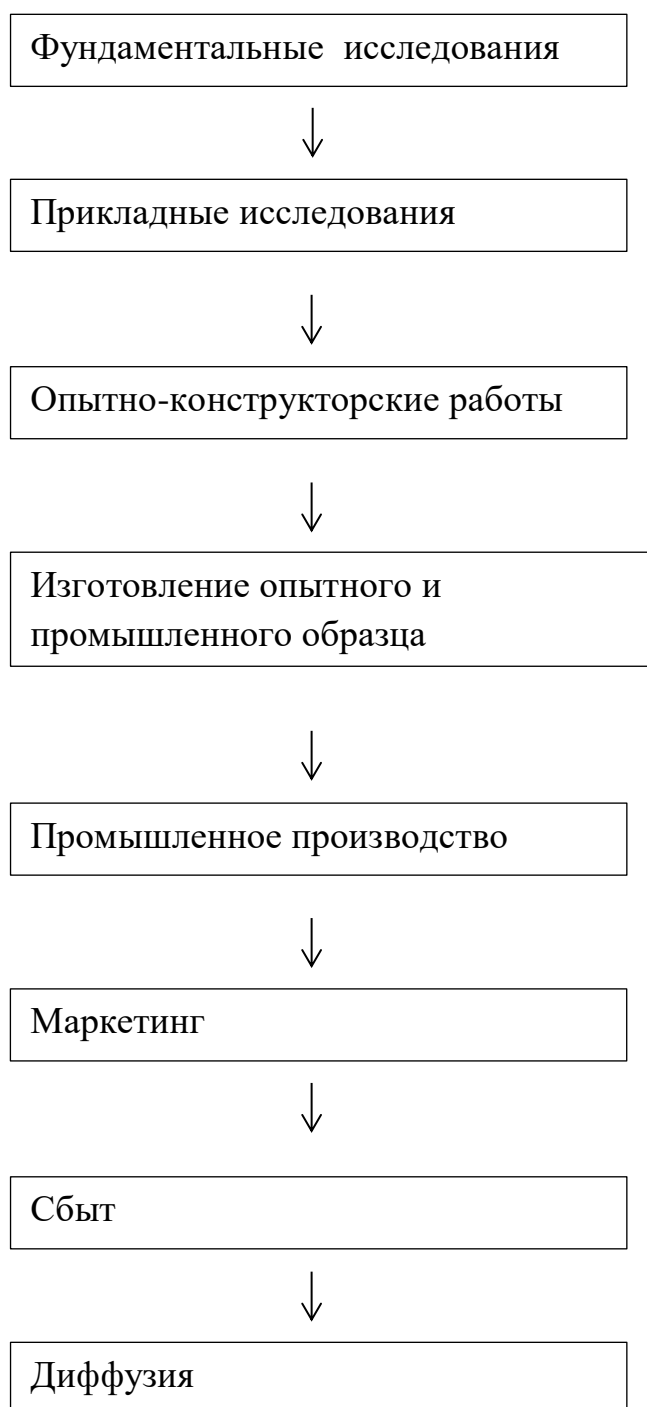 Фундаментальные исследования
Прикладные исследования
Опытно-конструкторские работы
Изготовление опытного и
промышленного образца
Промышленное производство
Маркетинг
Сбыт
Диффузия